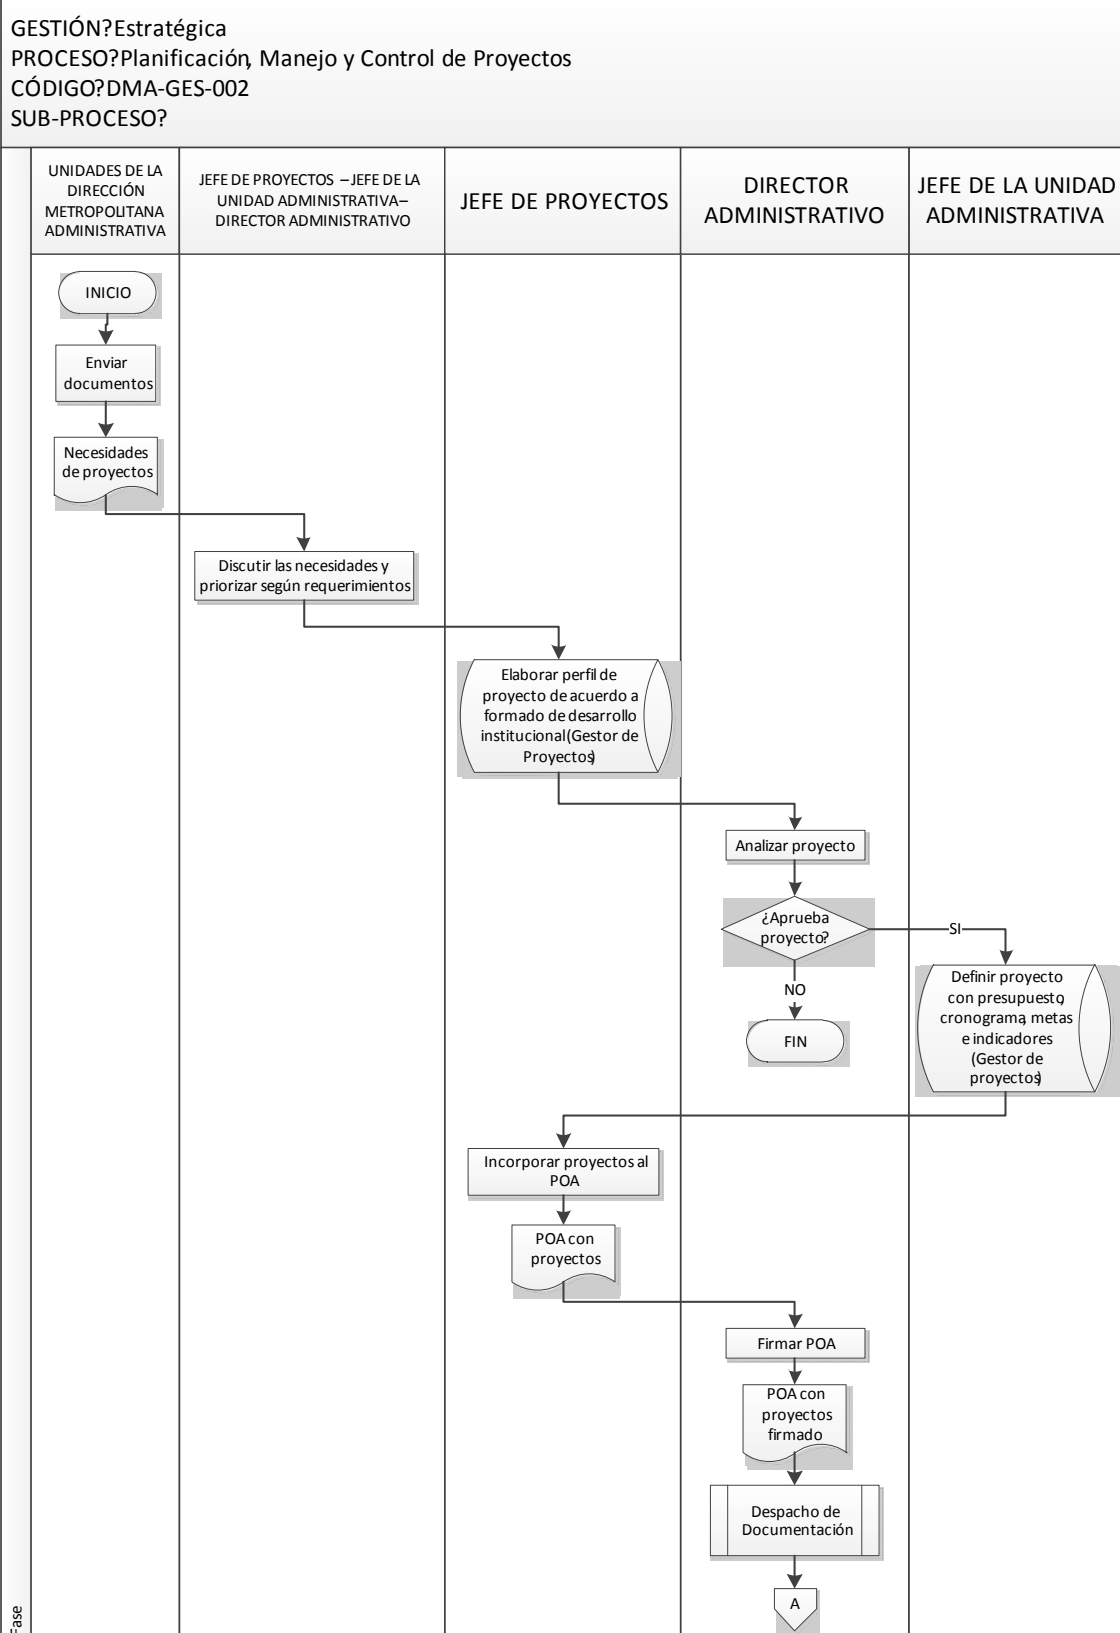 GESTIÓN?Estratégica
PROCESO?Planificación, Manejo y Control de Proyectos
CÓDIGO?DMA-GES-002
SUB-PROCESO?
UNIDADES DE LA
DIRECCIÓN
METROPOLITANA
ADMINISTRATIVA
JEFE DE PROYECTOS –JEFE DE LA
UNIDAD ADMINISTRATIVA–
DIRECTOR ADMINISTRATIVO
JEFE DE PROYECTOS
DIRECTOR
ADMINISTRATIVO
JEFE DE LA UNIDAD
ADMINISTRATIVA
INICIO
Enviar
documentos
Necesidades
de proyectos
Discutir las necesidades y
priorizar según requerimientos
Elaborar perfil de
proyecto de acuerdo a
formado de desarrollo
institucional(Gestor de
Proyectos)
Analizar proyecto
¿Aprueba
proyecto?
SI
NO
FIN
Definir proyecto
con presupuesto,
cronograma, metas
e indicadores
(Gestor de
proyectos)
Incorporar proyectos al
POA
POA con
proyectos
Firmar POA
POA con
proyectos
firmado
Despacho de
Documentación
A
Fase